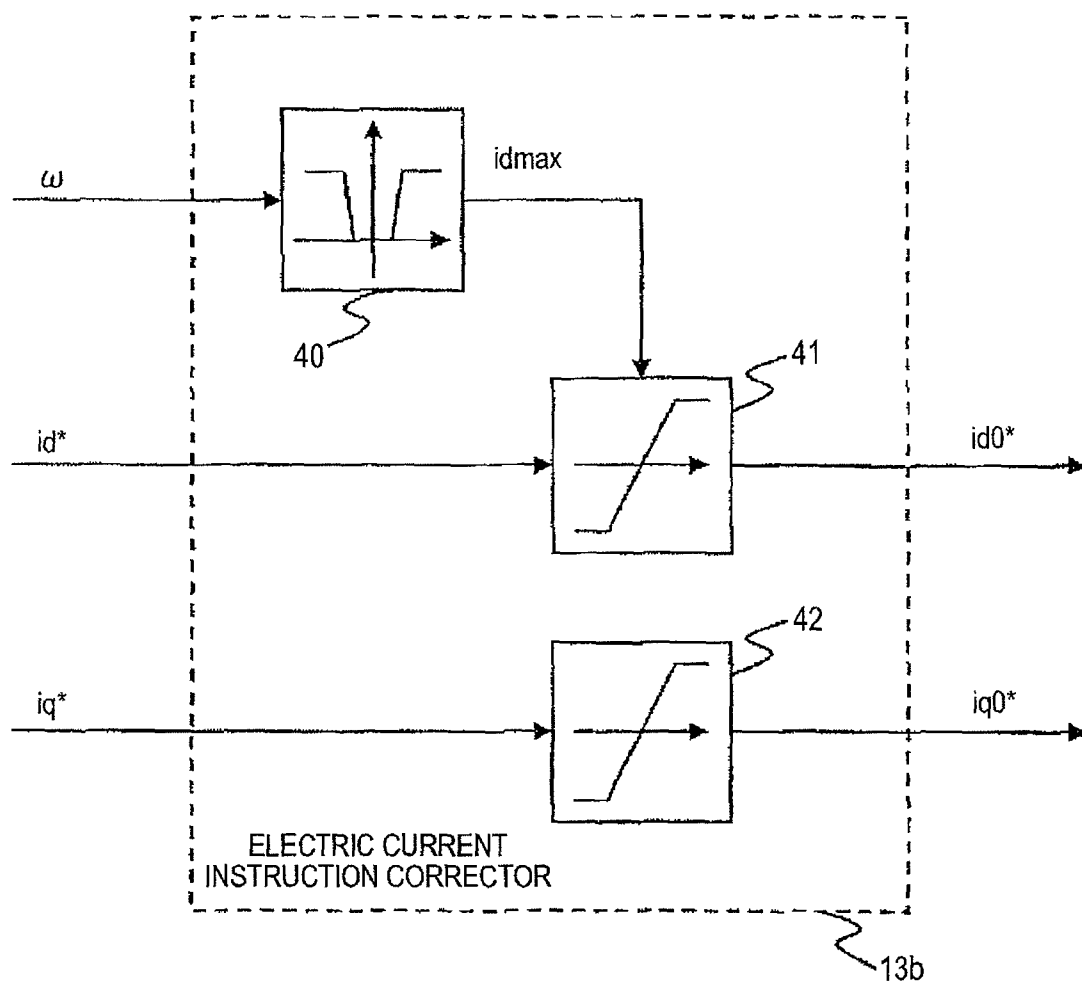 ω
idmax
40
41
id*
id0*
42
iq*
iq0*
ELECTRIC CURRENT
INSTRUCTION CORRECTOR
13b